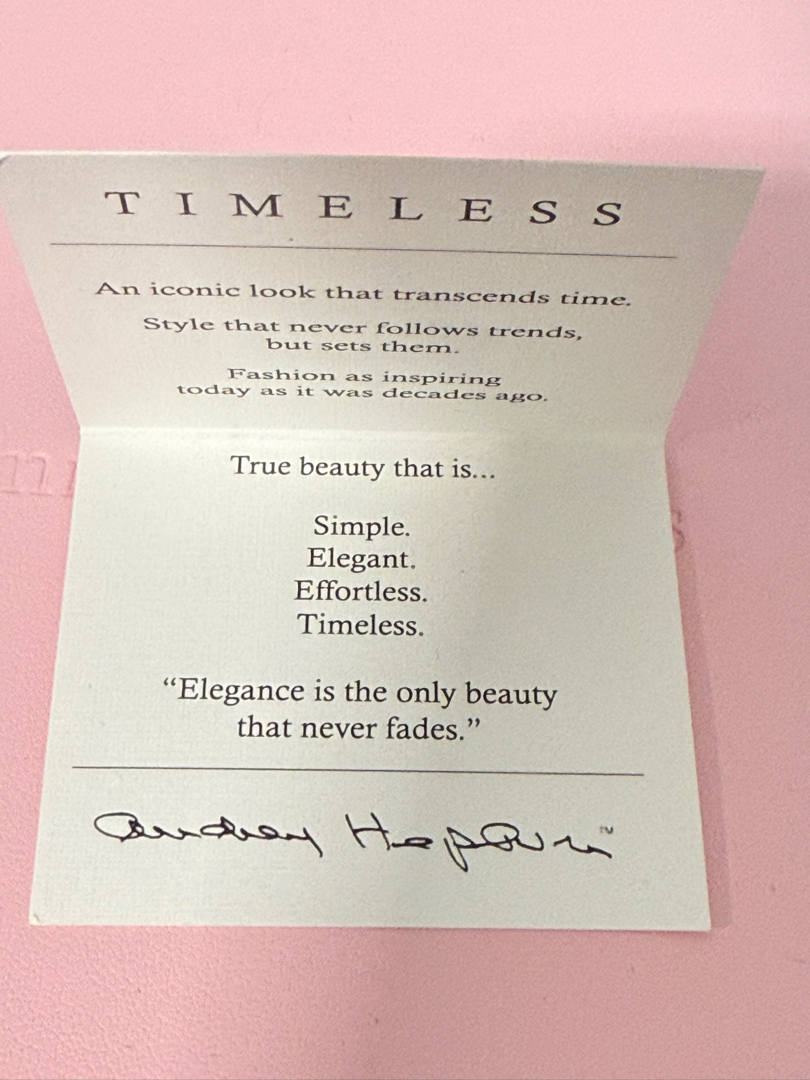 T I M E L E S S
An iconic look that transcends time.
Style that never follows trends,
but sets them.
Fashion as inspiring
today as it was decades ago.
True beauty that is...
Simple.
Elegant.
Effortless.
Timeless.
“Elegance is the only beauty
that never fades.”
Audrey Hepburn™